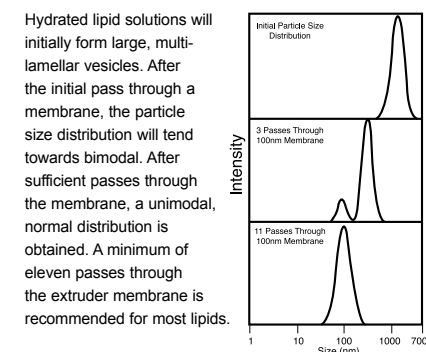 Hydrated lipid solutions will
initially form large, multi-
lamellar vesicles. After
the initial pass through a
membrane, the particle
size distribution will tend
towards bimodal. After
sufficient passes through
the membrane, a unimodal,
normal distribution is
obtained. A minimum of
eleven passes through
the extruder membrane is
recommended for most lipids.
Intensity
Initial Particle Size
Distribution
3 Passes Through
100nm Membrane
11 Passes Through
100nm Membrane
1 10 100 1000 700
Size (nm)